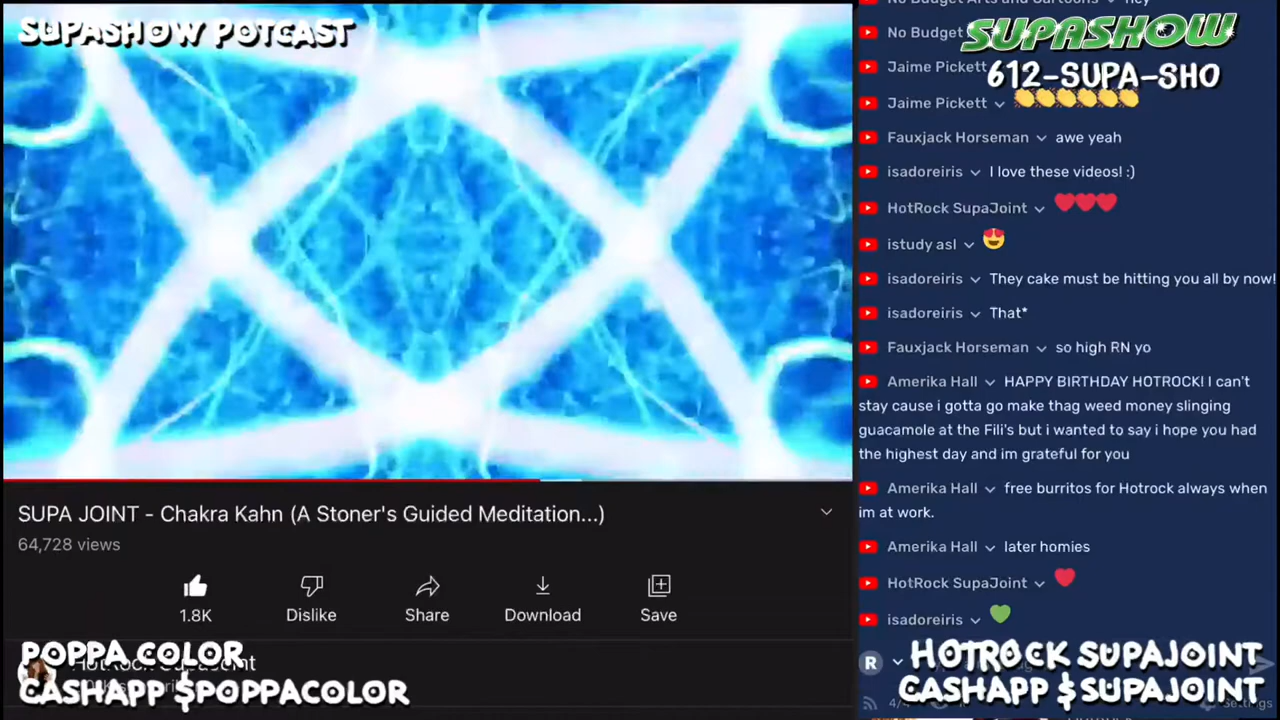 SUPASHOW POTCAST
SUPA JOINT - Chakra Kahn (A Stoner's Guided Meditation...)
64,728 views
1.8K
Dislike
Share
Download
Save
POPPA COLOR
CASHAPP $POPPACOLOR
No Budget
SUPASHOW
Jaime Pickett
612-SUPA-SHO
Jaime Pickett
Fauxjack Horseman awe yeah
isadoreiris I love these videos! :)
HotRock SupaJoint
istudy asl
isadoreiris They cake must be hitting you all by now!
isadoreiris That*
Fauxjack Horseman so high RN yo
Amerika Hall HAPPY BIRTHDAY HOTROCK! I can't
stay cause i gotta go make thag weed money slinging
guacamole at the Fili's but i wanted to say i hope you had
the highest day and im grateful for you
Amerika Hall free burritos for Hotrock always when
im at work.
Amerika Hall later homies
HotRock SupaJoint
isadoreiris
R
HOTROCK SUPAJOINT
CASHAPP $SUPAJOINT
Settings